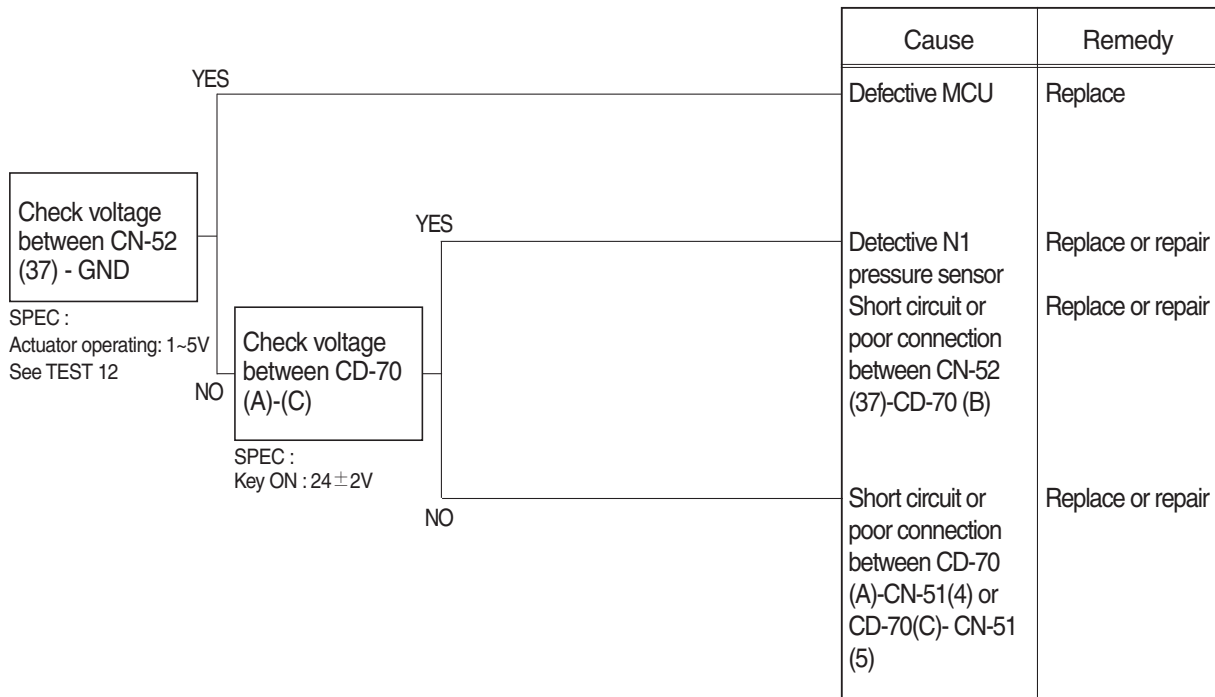 Cause Remedy
YES
Defective MCU Replace
Check voltage
between CN-52
(37) - GND
SPEC :
Actuator operating: 1~5V
See TEST 12
NO
YES
Detective N1
pressure sensor
Replace or repair
Short circuit or
poor connection
between CN-52
(37)-CD-70 (B)
Replace or repair
Check voltage
between CD-70
(A)-(C)
SPEC :
Key ON : 24±2V
NO
Short circuit or
poor connection
between CD-70
(A)-CN-51(4) or
CD-70(C)- CN-51
(5)
Replace or repair